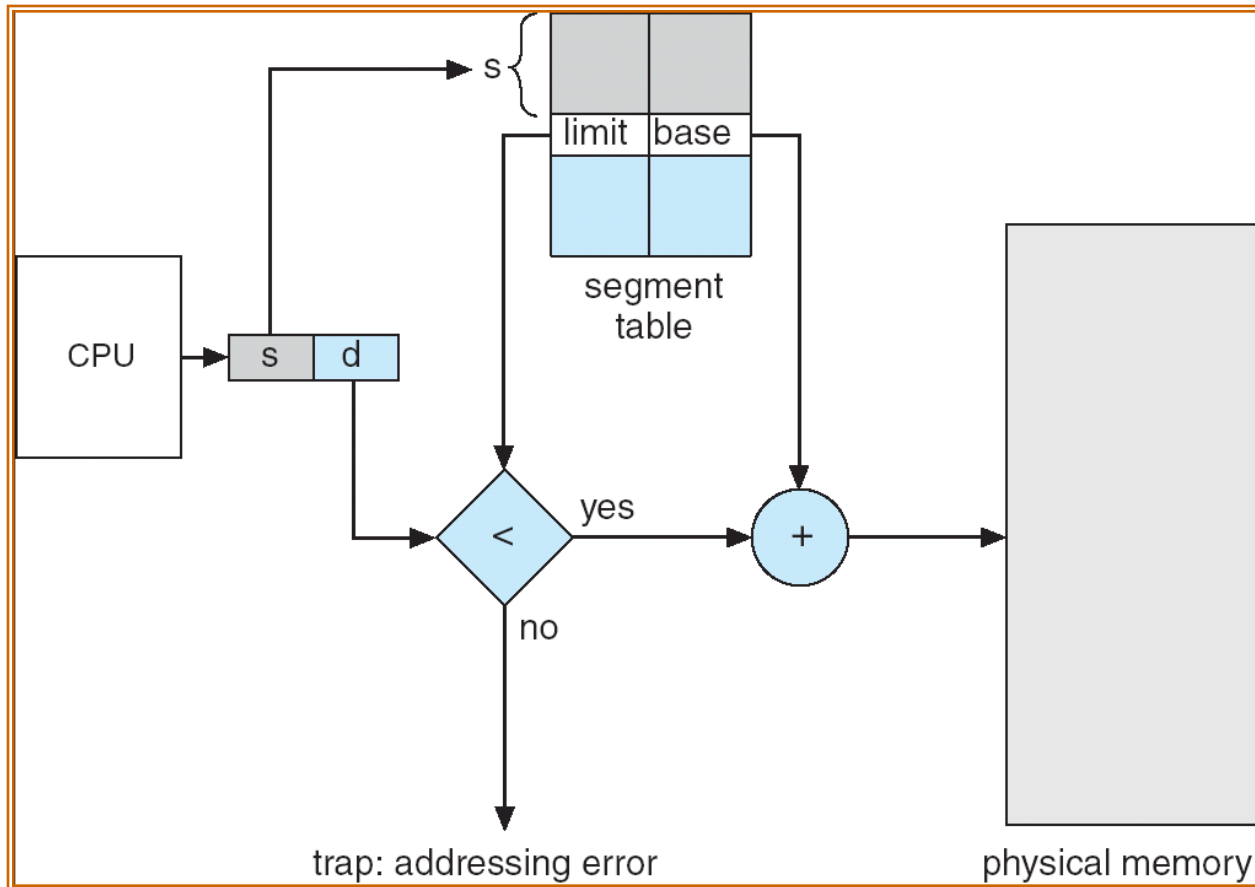 s
limit base
segment
table
CPU
s d
yes
<
+
no
trap: addressing error
physical memory